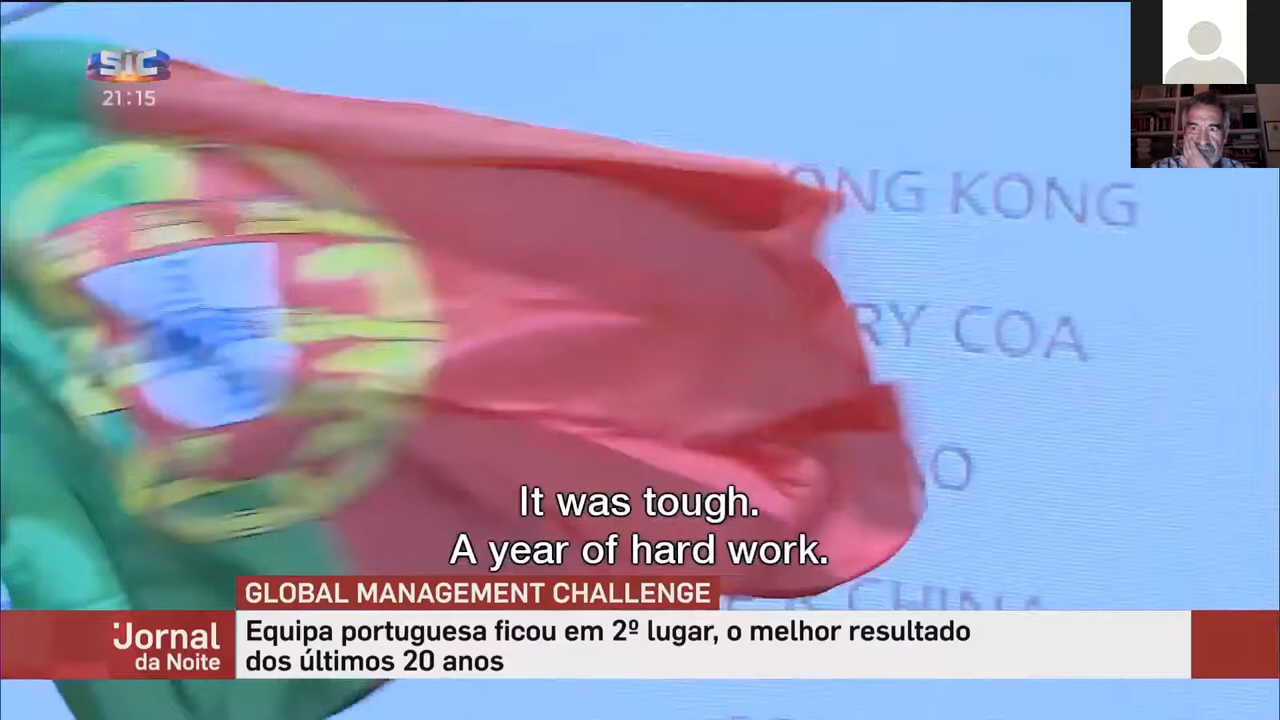 SIC
21:15
ONG KONG
RY COA
It was tough.
A year of hard work.
GLOBAL MANAGEMENT CHALLENGE
Jornal
da Noite
Equipa portuguesa ficou em 2º lugar, o melhor resultado
dos últimos 20 anos